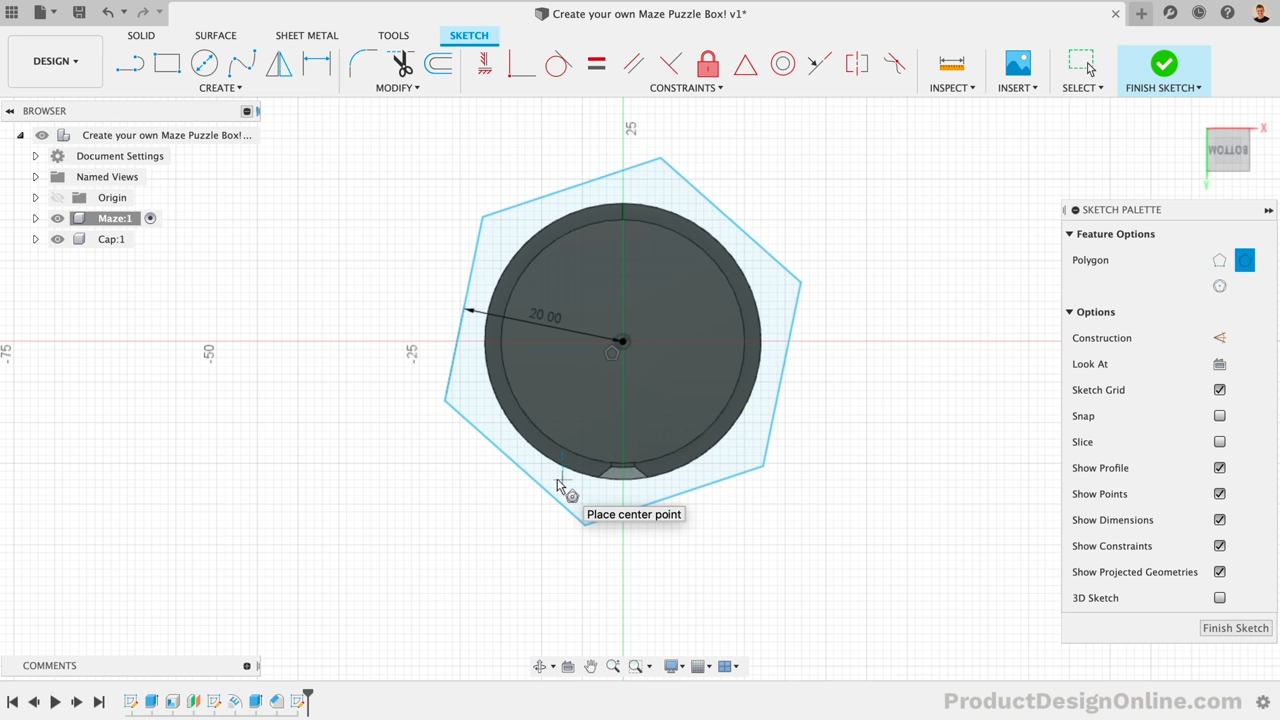 Create your own Maze Puzzle Box! v1*
DESIGN
SOLID
SURFACE
SHEET METAL
TOOLS
SKETCH
CREATE
MODIFY
CONSTRAINTS
INSPECT
INSERT
SELECT
FINISH SKETCH
BROWSER
Create your own Maze Puzzle Box!...
Document Settings
Named Views
Origin
Maze:1
Cap:1
25
-75
-50
-25
20.00
Place center point
BOTTOM
X
Y
SKETCH PALETTE
Feature Options
Polygon
Options
Construction
Look At
Sketch Grid
Snap
Slice
Show Profile
Show Points
Show Dimensions
Show Constraints
Show Projected Geometries
3D Sketch
Finish Sketch
COMMENTS
ProductDesignOnline.com